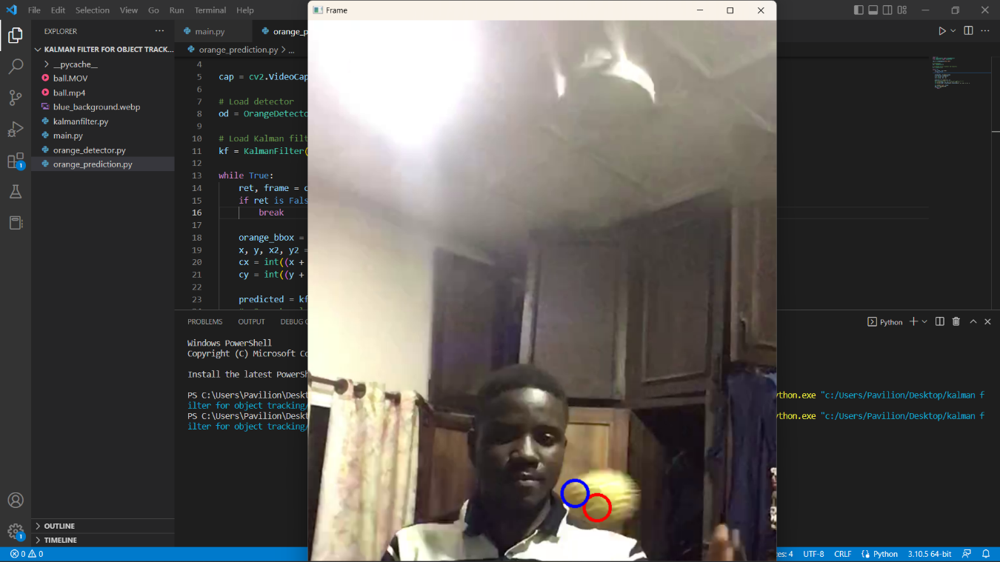 File Edit Selection View Go Run Terminal Help
Frame
EXPLORER
KALMAN FILTER FOR OBJECT TRACK...
__pycache__
ball.MOV
ball.mp4
blue_background.webp
kalmanfilter.py
main.py
orange_detector.py
orange_prediction.py
OUTLINE
TIMELINE
main.py
orange_p
orange_prediction.py > ...
4
5 cap = cv2.VideoCap
6
7 # Load detector
8 od = OrangeDetecto
9
10 # Load Kalman filt
11 kf = KalmanFilter(
12
13 while True:
14 ret, frame = c
15 if ret is Fals
16 break
17
18 orange_bbox =
19 x, y, x2, y2 =
20 cx = int((x +
21 cy = int((y +
22
23 predicted = kf
PROBLEMS OUTPUT DEBUG C
Python
Windows PowerShell
Copyright (C) Microsoft Co
Install the latest PowerSh
PS C:\Users\Pavilion\Deskt ython.exe "c:/Users/Pavilion/Desktop/kalman f
ilter for object tracking/
PS C:\Users\Pavilion\Deskt ython.exe "c:/Users/Pavilion/Desktop/kalman f
ilter for object tracking/
1
1
0 0
es: 4 UTF-8 CRLF Python 3.10.5 64-bit